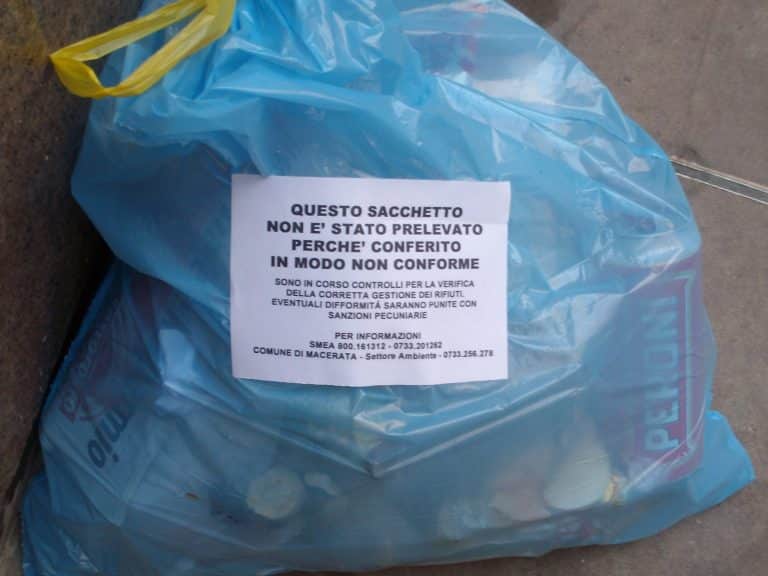 QUESTO SACCHETTO
NON E' STATO PRELEVATO
PERCHE' CONFERITO
IN MODO NON CONFORME
SONO IN CORSO CONTROLLI PER LA VERIFICA
DELLA CORRETTA GESTIONE DEI RIFIUTI.
EVENTUALI DIFFORMITÁ SARANNO PUNITE CON
SANZIONI PECUNIARIE
PER INFORMAZIONI
SMEA 800.161312 - 0733.201262
COMUNE DI MACERATA - Settore Ambiente - 0733.256.278
PERONI
mio